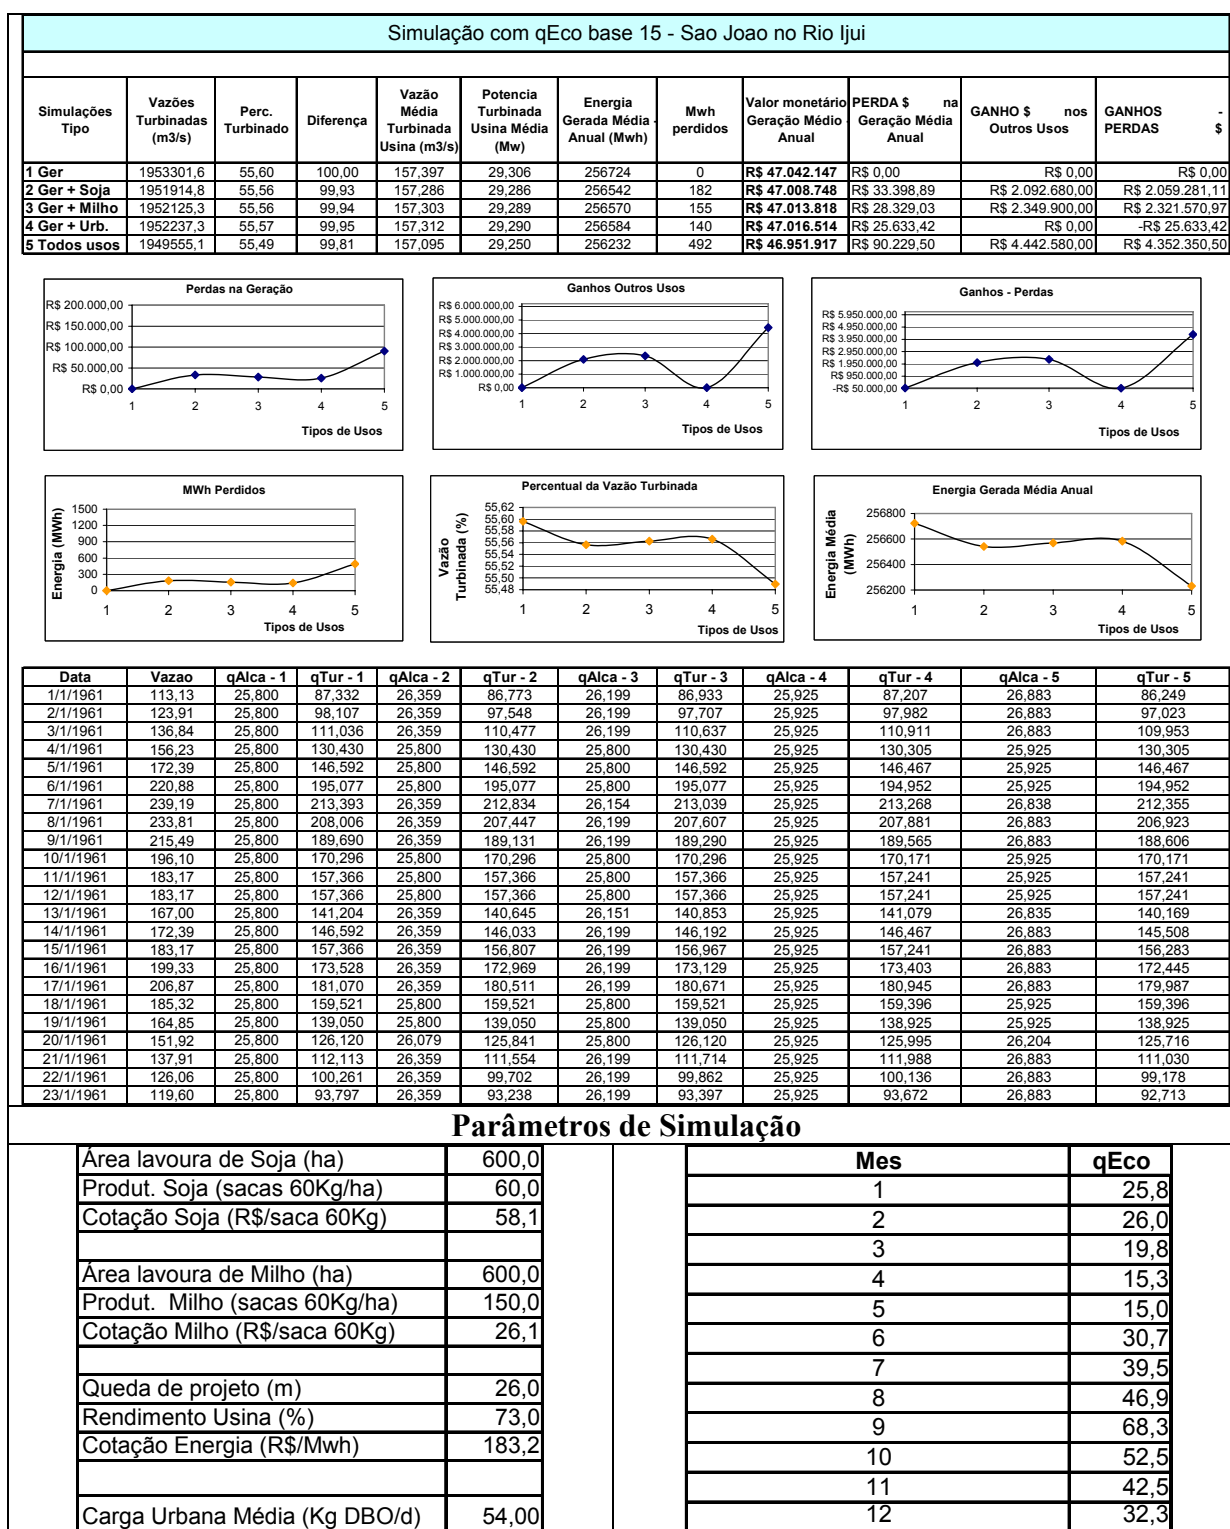 Simulação com qEco base 15 - Sao Joao no Rio Ijui
Simulações Tipo | Vazões Turbinadas (m3/s) | Perc. Turbinado | Diferença | Vazão Média Turbinada Usina (m3/s) | Potencia Turbinada Usina Média (Mw) | Energia Gerada Média - Anual (Mwh) | Mwh perdidos | Valor monetário Geração Médio - Anual | PERDA $ na Geração Média Anual | GANHO $ nos Outros Usos | GANHOS - PERDAS $
1 Ger 1953301,6 55,60 100,00 157,397 29,306 256724 0 R$ 47.042.147 R$ 0,00 R$ 0,00 R$ 0,00
2 Ger + Soja 1951914,8 55,56 99,93 157,286 29,286 256542 182 R$ 47.008.748 R$ 33.398,89 R$ 2.092.680,00 R$ 2.059.281,11
3 Ger + Milho 1952125,3 55,56 99,94 157,303 29,289 256570 155 R$ 47.013.818 R$ 28.329,03 R$ 2.349.900,00 R$ 2.321.570,97
4 Ger + Urb. 1952237,3 55,57 99,95 157,312 29,290 256584 140 R$ 47.016.514 R$ 25.633,42 R$ 0,00 -R$ 25.633,42
5 Todos usos 1949555,1 55,49 99,81 157,095 29,250 256232 492 R$ 46.951.917 R$ 90.229,50 R$ 4.442.580,00 R$ 4.352.350,50
Perdas na Geração
R$ 200.000,00
R$ 150.000,00
R$ 100.000,00
R$ 50.000,00
R$ 0,00
1 2 3 4 5
Tipos de Usos
Ganhos Outros Usos
R$ 6.000.000,00
R$ 5.000.000,00
R$ 4.000.000,00
R$ 3.000.000,00
R$ 2.000.000,00
R$ 1.000.000,00
R$ 0,00
1 2 3 4 5
Tipos de Usos
Ganhos - Perdas
R$ 5.950.000,00
R$ 4.950.000,00
R$ 3.950.000,00
R$ 2.950.000,00
R$ 1.950.000,00
R$ 950.000,00
-R$ 50.000,00
1 2 3 4 5
Tipos de Usos
MWh Perdidos
Energia (MWh)
1500
1200
900
600
300
0
1 2 3 4 5
Tipos de Usos
Percentual da Vazão Turbinada
Vazão Turbinada (%)
55,62
55,60
55,58
55,56
55,54
55,52
55,50
55,48
1 2 3 4 5
Tipos de Usos
Energia Gerada Média Anual
Energia Média (MWh)
256800
256600
256400
256200
1 2 3 4 5
Tipos de Usos
Data Vazao qAlca - 1 qTur - 1 qAlca - 2 qTur - 2 qAlca - 3 qTur - 3 qAlca - 4 qTur - 4 qAlca - 5 qTur - 5
1/1/1961 113,13 25,800 87,332 26,359 86,773 26,199 86,933 25,925 87,207 26,883 86,249
2/1/1961 123,91 25,800 98,107 26,359 97,548 26,199 97,707 25,925 97,982 26,883 97,023
3/1/1961 136,84 25,800 111,036 26,359 110,477 26,199 110,637 25,925 110,911 26,883 109,953
4/1/1961 156,23 25,800 130,430 25,800 130,430 25,800 130,430 25,925 130,305 25,925 130,305
5/1/1961 172,39 25,800 146,592 25,800 146,592 25,800 146,592 25,925 146,467 25,925 146,467
6/1/1961 220,88 25,800 195,077 25,800 195,077 25,800 195,077 25,925 194,952 25,925 194,952
7/1/1961 239,19 25,800 213,393 26,359 212,834 26,154 213,039 25,925 213,268 26,838 212,355
8/1/1961 233,81 25,800 208,006 26,359 207,447 26,199 207,607 25,925 207,881 26,883 206,923
9/1/1961 215,49 25,800 189,690 26,359 189,131 26,199 189,290 25,925 189,565 26,883 188,606
10/1/1961 196,10 25,800 170,296 25,800 170,296 25,800 170,296 25,925 170,171 25,925 170,171
11/1/1961 183,17 25,800 157,366 25,800 157,366 25,800 157,366 25,925 157,241 25,925 157,241
12/1/1961 183,17 25,800 157,366 25,800 157,366 25,800 157,366 25,925 157,241 25,925 157,241
13/1/1961 167,00 25,800 141,204 26,359 140,645 26,151 140,853 25,925 141,079 26,835 140,169
14/1/1961 172,39 25,800 146,592 26,359 146,033 26,199 146,192 25,925 146,467 26,883 145,508
15/1/1961 183,17 25,800 157,366 26,359 156,807 26,199 156,967 25,925 157,241 26,883 156,283
16/1/1961 199,33 25,800 173,528 26,359 172,969 26,199 173,129 25,925 173,403 26,883 172,445
17/1/1961 206,87 25,800 181,070 26,359 180,511 26,199 180,671 25,925 180,945 26,883 179,987
18/1/1961 185,32 25,800 159,521 25,800 159,521 25,800 159,521 25,925 159,396 25,925 159,396
19/1/1961 164,85 25,800 139,050 25,800 139,050 25,800 139,050 25,925 138,925 25,925 138,925
20/1/1961 151,92 25,800 126,120 26,079 125,841 25,800 126,120 25,925 125,995 26,204 125,716
21/1/1961 137,91 25,800 112,113 26,359 111,554 26,199 111,714 25,925 111,988 26,883 111,030
22/1/1961 126,06 25,800 100,261 26,359 99,702 26,199 99,862 25,925 100,136 26,883 99,178
23/1/1961 119,60 25,800 93,797 26,359 93,238 26,199 93,397 25,925 93,672 26,883 92,713
Parâmetros de Simulação
Área lavoura de Soja (ha) 600,0
Produt. Soja (sacas 60Kg/ha) 60,0
Cotação Soja (R$/saca 60Kg) 58,1
Área lavoura de Milho (ha) 600,0
Produt. Milho (sacas 60Kg/ha) 150,0
Cotação Milho (R$/saca 60Kg) 26,1
Queda de projeto (m) 26,0
Rendimento Usina (%) 73,0
Cotação Energia (R$/Mwh) 183,2
Carga Urbana Média (Kg DBO/d) 54,00
Mes qEco
1 25,8
2 26,0
3 19,8
4 15,3
5 15,0
6 30,7
7 39,5
8 46,9
9 68,3
10 52,5
11 42,5
12 32,3